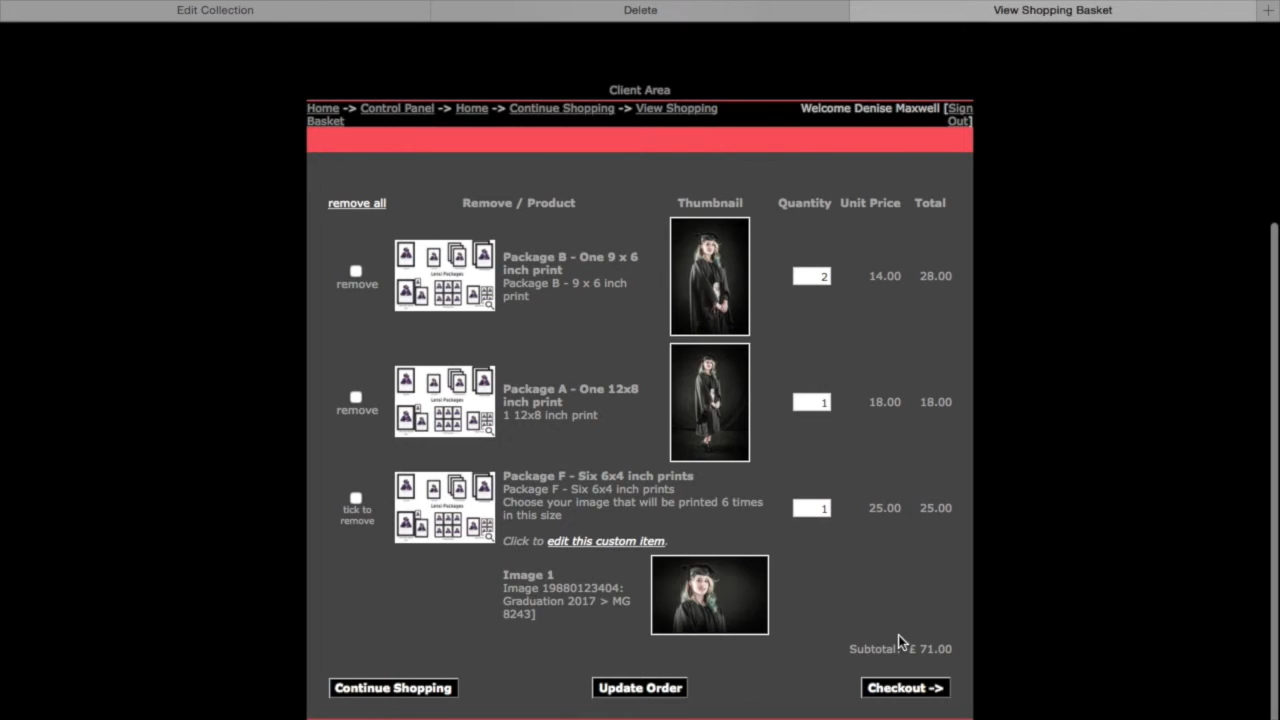 Edit Collection
Delete
View Shopping Basket
Client Area
Home -> Control Panel -> Home -> Continue Shopping -> View Shopping
Basket
Welcome Denise Maxwell [Sign
Out]
remove all
Remove / Product
Thumbnail
Quantity
Unit Price
Total
remove
Lensi Packages
Package B - One 9 x 6
inch print
Package B - 9 x 6 inch
print
2
14.00
28.00
remove
Lensi Packages
Package A - One 12x8
inch print
1 12x8 inch print
1
18.00
18.00
tick to
remove
Lensi Packages
Package F - Six 6x4 inch prints
Package F - Six 6x4 inch prints
Choose your image that will be printed 6 times
in this size
1
25.00
25.00
Click to edit this custom item.
Image 1
Image 19880123404:
Graduation 2017 > MG
8243]
Subtotal: £ 71.00
Continue Shopping
Update Order
Checkout ->